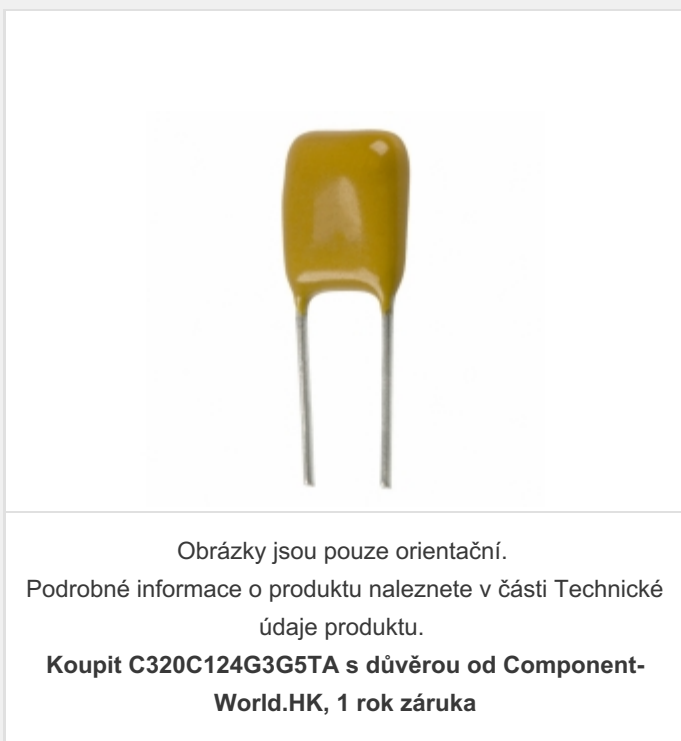 Obrázky jsou pouze orientační.
Podrobné informace o produktu naleznete v části Technické
údaje produktu.
Koupit C320C124G3G5TA s důvěrou od Component-
World.HK, 1 rok záruka